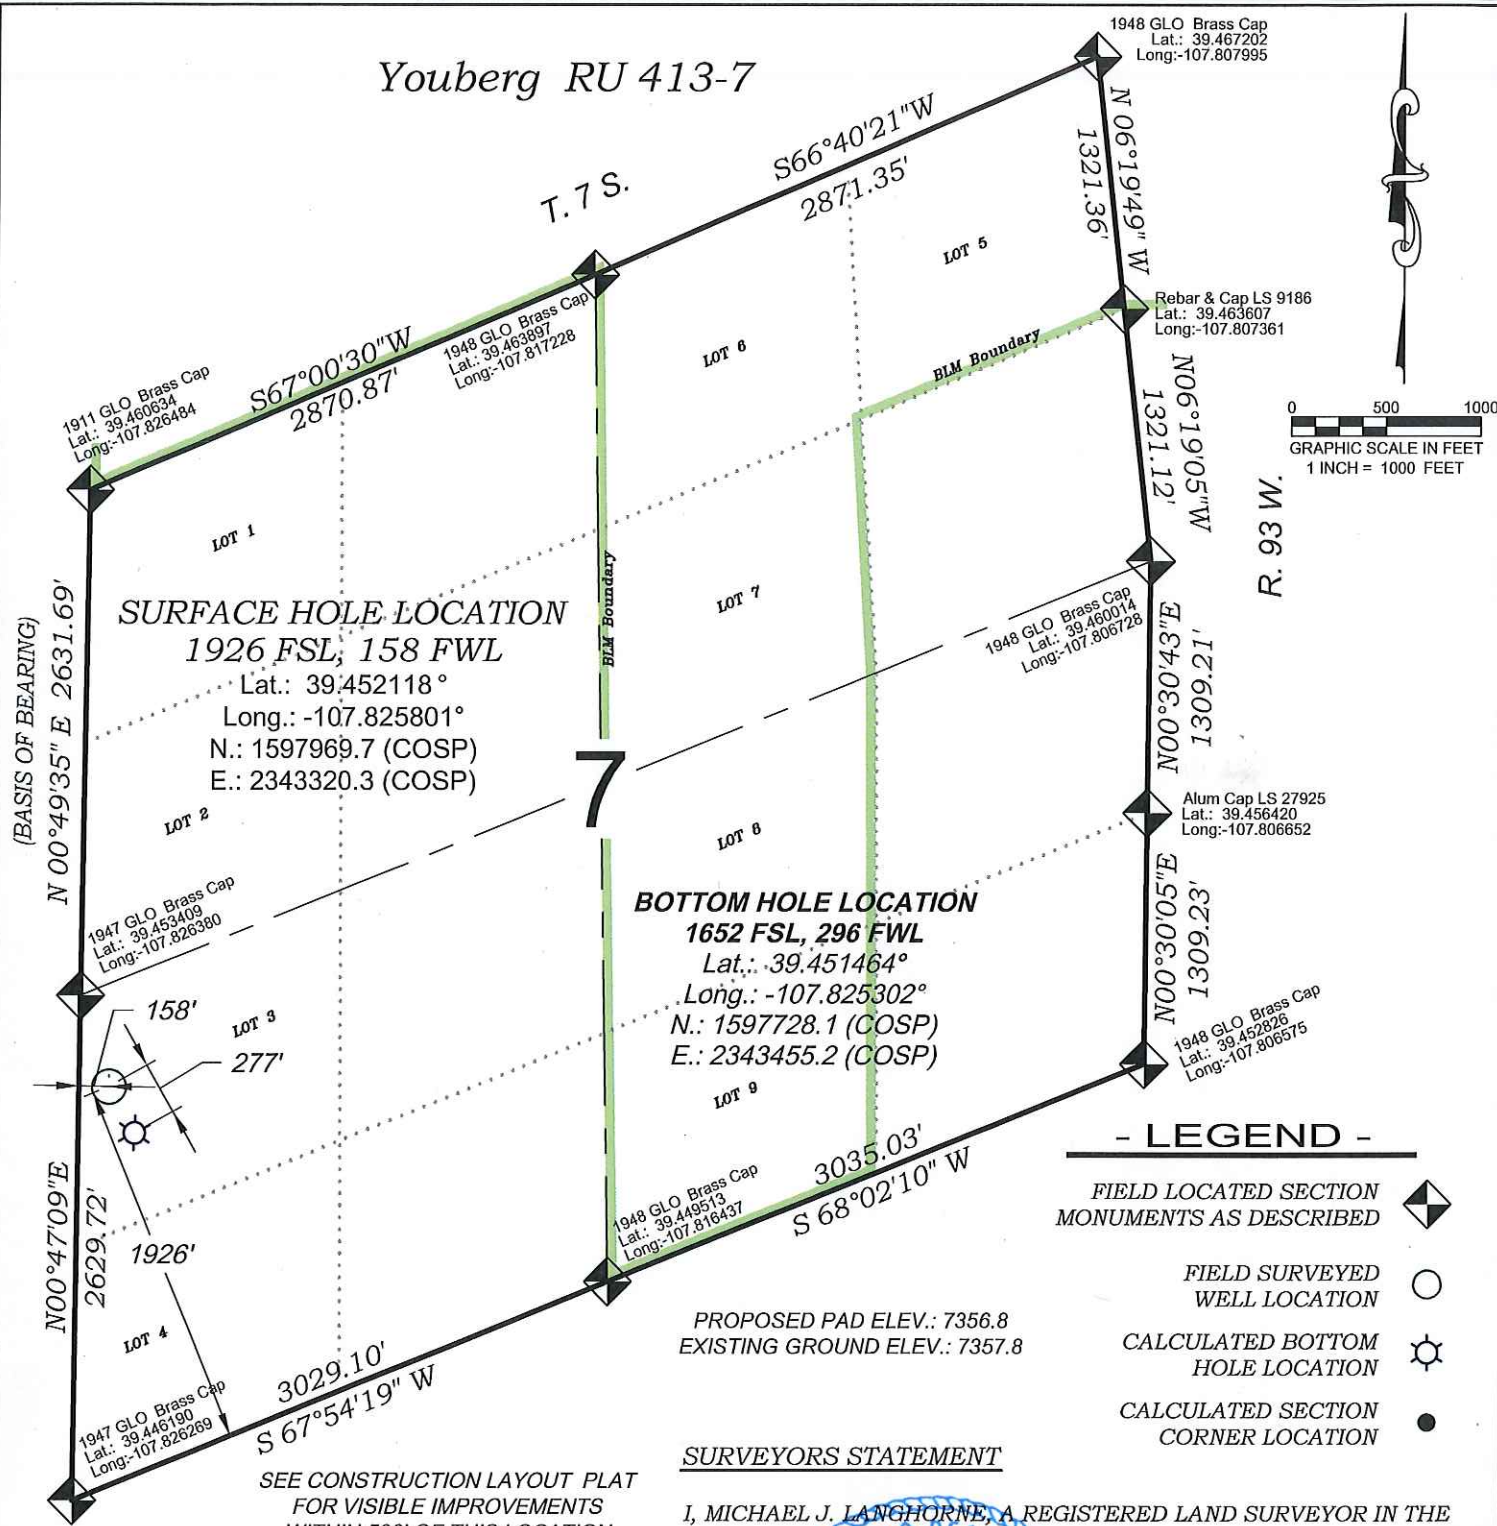 Youberg RU 413-7
1948 GLO Brass Cap
Lat.: 39.467202
Long:-107.807995
T. 7 S.
S66°40'21"W
2871.35'
N 06°19'49" W
1321.36'
LOT 5
Rebar & Cap LS 9186
Lat.: 39.463607
Long:-107.807361
1948 GLO Brass Cap
Lat.: 39.463897
Long:-107.817228
S67°00'30"W
2870.87'
LOT 6
BLM Boundary
1911 GLO Brass Cap
Lat.: 39.460634
Long:-107.826484
N06°19'05"W
1321.12'
0 500 1000
GRAPHIC SCALE IN FEET
1 INCH = 1000 FEET
R. 93 W.
LOT 1
(BASIS OF BEARING)
N 00°49'35" E 2631.69'
SURFACE HOLE LOCATION
1926 FSL, 158 FWL
Lat.: 39.452118°
Long.: -107.825801°
N.: 1597969.7 (COSP)
E.: 2343320.3 (COSP)
BLM Boundary
LOT 7
1948 GLO Brass Cap
Lat.: 39.460014
Long:-107.806728
N00°30'43"E
1309.21'
7
LOT 2
LOT 8
Alum Cap LS 27925
Lat.: 39.456420
Long:-107.806652
1947 GLO Brass Cap
Lat.: 39.453409
Long:-107.826380
BOTTOM HOLE LOCATION
1652 FSL, 296 FWL
Lat.: 39.451464°
Long.: -107.825302°
N.: 1597728.1 (COSP)
E.: 2343455.2 (COSP)
N00°30'05"E
1309.23'
158'
LOT 3
277'
LOT 9
1948 GLO Brass Cap
Lat.: 39.452826
Long:-107.806575
N00°47'09"E
2629.72'
1926'
LOT 4
1948 GLO Brass Cap
Lat.: 39.449513
Long:-107.816437
3035.03'
S 68°02'10" W
- LEGEND -
FIELD LOCATED SECTION
MONUMENTS AS DESCRIBED
FIELD SURVEYED
WELL LOCATION
CALCULATED BOTTOM
HOLE LOCATION
CALCULATED SECTION
CORNER LOCATION
PROPOSED PAD ELEV.: 7356.8
EXISTING GROUND ELEV.: 7357.8
3029.10'
S 67°54'19" W
1947 GLO Brass Cap
Lat.: 39.446190
Long:-107.826269
SEE CONSTRUCTION LAYOUT PLAT
FOR VISIBLE IMPROVEMENTS
SURVEYORS STATEMENT
I, MICHAEL J. LANGHORNE, A REGISTERED LAND SURVEYOR IN THE